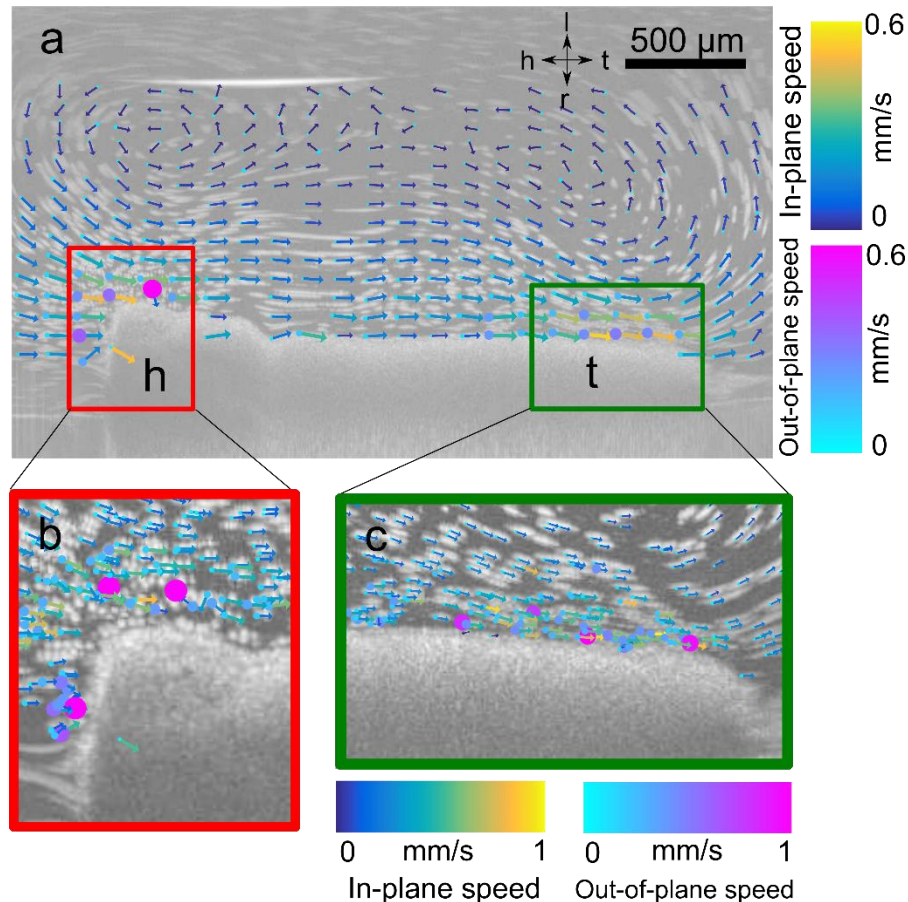 a
l
h t
r
500 µm
In-plane speed
mm/s
0.6
0
Out-of-plane speed
mm/s
0.6
0
h
t
b
c
0 mm/s 1
In-plane speed
0 mm/s 1
Out-of-plane speed